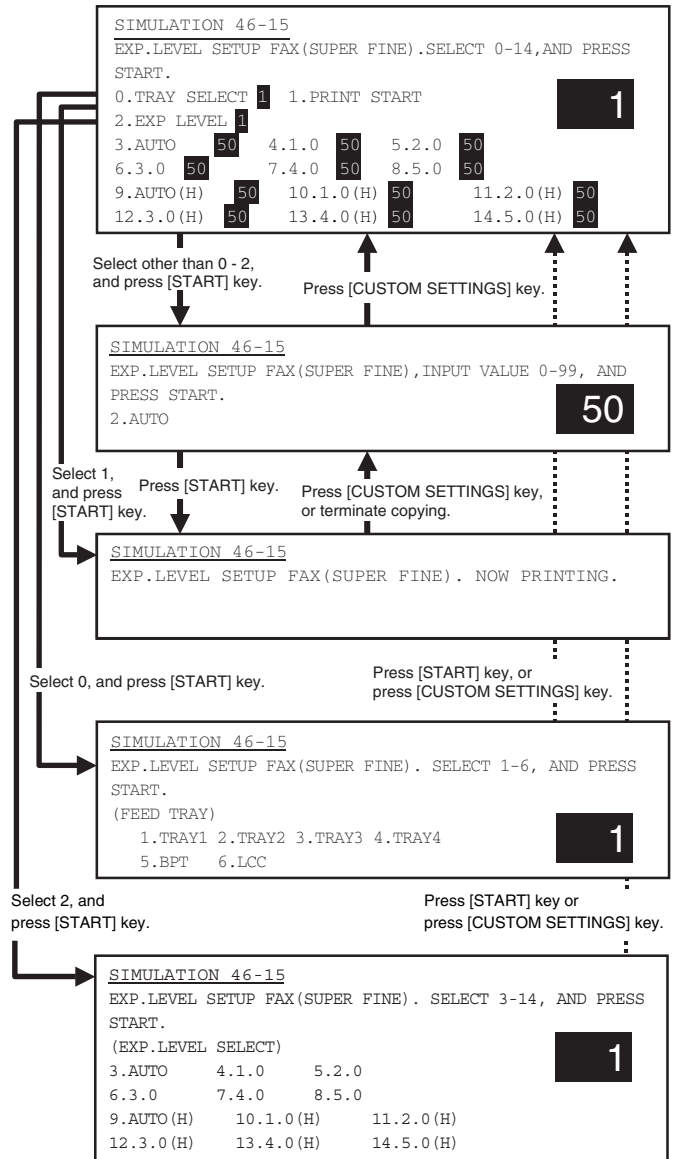 SIMULATION 46-15
EXP.LEVEL SETUP FAX(SUPER FINE).SELECT 0-14,AND PRESS
START.
0.TRAY SELECT 1 1.PRINT START
1
2.EXP LEVEL 1
3.AUTO 50 4.1.0 50 5.2.0 50
6.3.0 50 7.4.0 50 8.5.0 50
9.AUTO(H) 50 10.1.0(H) 50 11.2.0(H) 50
12.3.0(H) 50 13.4.0(H) 50 14.5.0(H) 50
Select other than 0 - 2,
and press [START] key.
Press [CUSTOM SETTINGS] key.
SIMULATION 46-15
EXP.LEVEL SETUP FAX(SUPER FINE),INPUT VALUE 0-99, AND
PRESS START.
2.AUTO
50
Select 1,
and press
[START] key.
Press [START] key.
Press [CUSTOM SETTINGS] key,
or terminate copying.
SIMULATION 46-15
EXP.LEVEL SETUP FAX(SUPER FINE). NOW PRINTING.
Select 0, and press [START] key.
Press [START] key, or
press [CUSTOM SETTINGS] key.
SIMULATION 46-15
EXP.LEVEL SETUP FAX(SUPER FINE). SELECT 1-6, AND PRESS
START.
(FEED TRAY)
1.TRAY1 2.TRAY2 3.TRAY3 4.TRAY4
5.BPT 6.LCC
1
Select 2, and
press [START] key.
Press [START] key or
press [CUSTOM SETTINGS] key.
SIMULATION 46-15
EXP.LEVEL SETUP FAX(SUPER FINE). SELECT 3-14, AND PRESS
START.
(EXP.LEVEL SELECT)
1
3.AUTO 4.1.0 5.2.0
6.3.0 7.4.0 8.5.0
9.AUTO(H) 10.1.0(H) 11.2.0(H)
12.3.0(H) 13.4.0(H) 14.5.0(H)